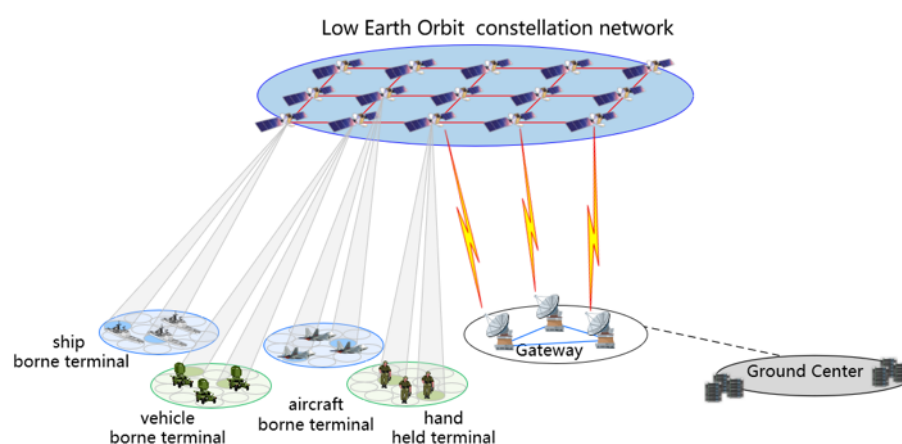 Low Earth Orbit constellation network
Gateway
Ground Center
ship
borne terminal
vehicle
borne terminal
aircraft
borne terminal
hand
held terminal